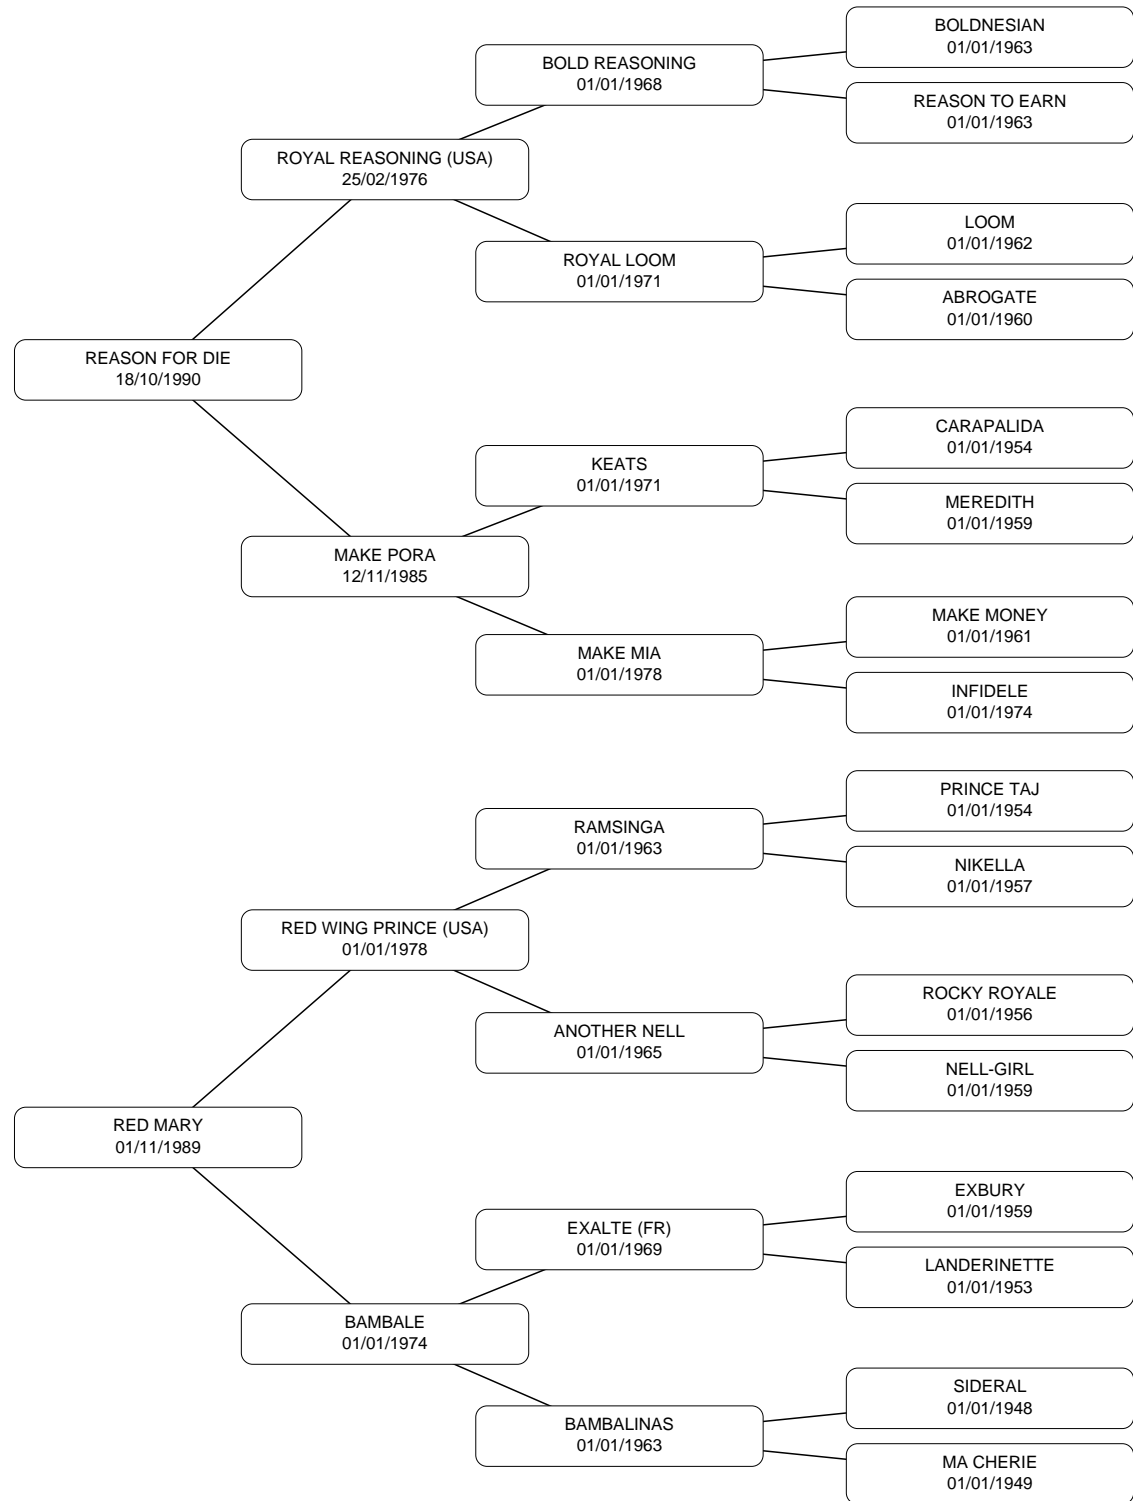 BOLDNESIAN
01/01/1963
BOLD REASONING
01/01/1968
REASON TO EARN
01/01/1963
ROYAL REASONING (USA)
25/02/1976
LOOM
01/01/1962
ROYAL LOOM
01/01/1971
ABROGATE
01/01/1960
REASON FOR DIE
18/10/1990
CARAPALIDA
01/01/1954
KEATS
01/01/1971
MEREDITH
01/01/1959
MAKE PORA
12/11/1985
MAKE MONEY
01/01/1961
MAKE MIA
01/01/1978
INFIDELE
01/01/1974
PRINCE TAJ
01/01/1954
RAMSINGA
01/01/1963
NIKELLA
01/01/1957
RED WING PRINCE (USA)
01/01/1978
ROCKY ROYALE
01/01/1956
ANOTHER NELL
01/01/1965
NELL-GIRL
01/01/1959
RED MARY
01/11/1989
EXBURY
01/01/1959
EXALTE (FR)
01/01/1969
LANDERINETTE
01/01/1953
BAMBALE
01/01/1974
SIDERAL
01/01/1948
BAMBALINAS
01/01/1963
MA CHERIE
01/01/1949